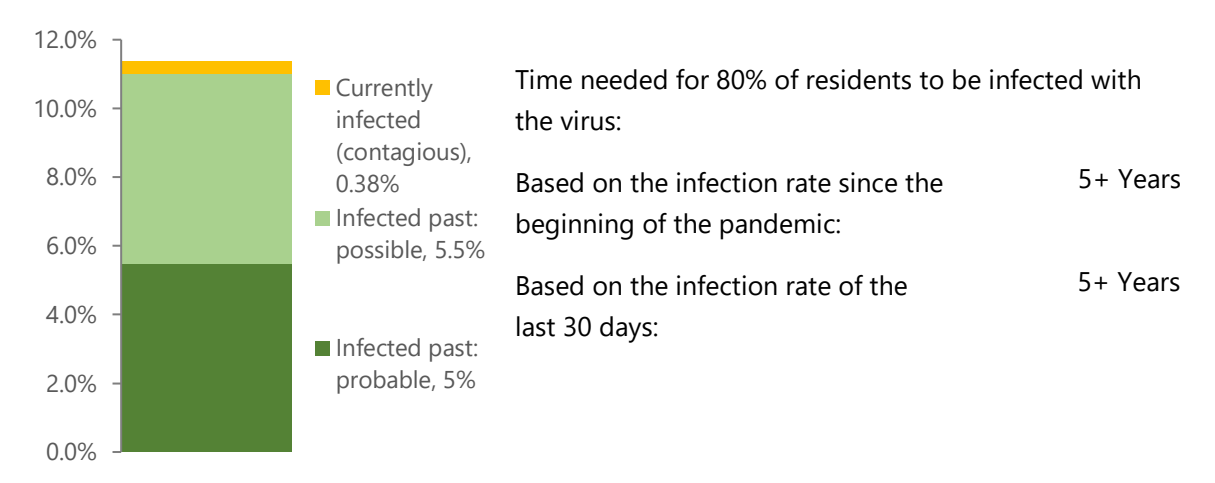 12.0%
10.0%
8.0%
6.0%
4.0%
2.0%
0.0%
Currently
infected
(contagious),
0.38%
Infected past:
possible, 5.5%
Infected past:
probable, 5%
Time needed for 80% of residents to be infected with
the virus:
Based on the infection rate since the
beginning of the pandemic:
5+ Years
Based on the infection rate of the
last 30 days:
5+ Years